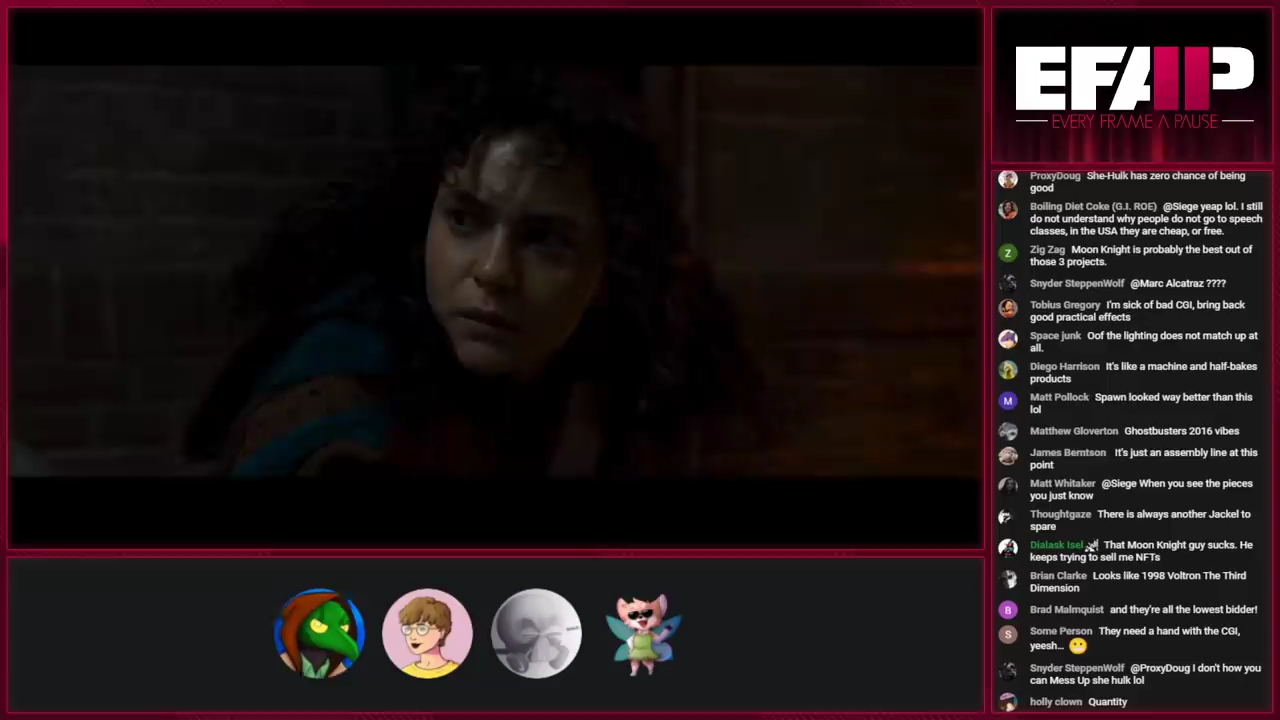 EFAP
EVERY FRAME A PAUSE
ProxyDoug She-Hulk has zero chance of being
good
Boiling Diet Coke (G.I. ROE) @Siege yeap lol. I still
do not understand why people do not go to speech
classes, in the USA they are cheap, or free.
Z
Zig Zag Moon Knight is probably the best out of
those 3 projects.
Snyder SteppenWolf @Marc Alcatraz ????
Tobius Gregory I'm sick of bad CGI, bring back
good practical effects
Space junk Oof the lighting does not match up at
all.
Diego Harrison It's like a machine and half-bakes
products
M
Matt Pollock Spawn looked way better than this
lol
Matthew Gloverton Ghostbusters 2016 vibes
James Berntson It's just an assembly line at this
point
Matt Whitaker @Siege When you see the pieces
you just know
Thoughtgaze There is always another Jackel to
spare
Dialask Isel That Moon Knight guy sucks. He
keeps trying to sell me NFTs
Brian Clarke Looks like 1998 Voltron The Third
Dimension
B
Brad Malmquist and they're all the lowest bidder!
S
Some Person They need a hand with the CGI,
yeesh... 😬
Snyder SteppenWolf @ProxyDoug I don't how you
can Mess Up she hulk lol
holly clown Quantity